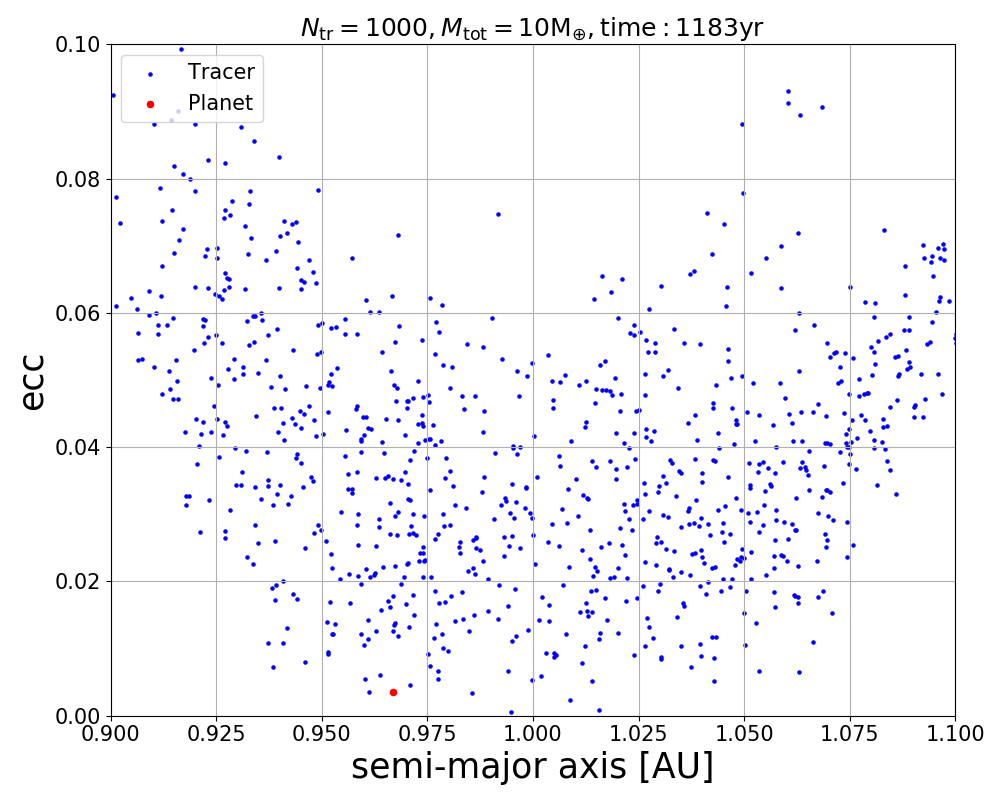 N_tr = 1000, M_tot = 10M_⊕, time : 1183yr
Tracer
Planet
ecc
0.10
0.08
0.06
0.04
0.02
0.00
0.900 0.925 0.950 0.975 1.000 1.025 1.050 1.075 1.100
semi-major axis [AU]